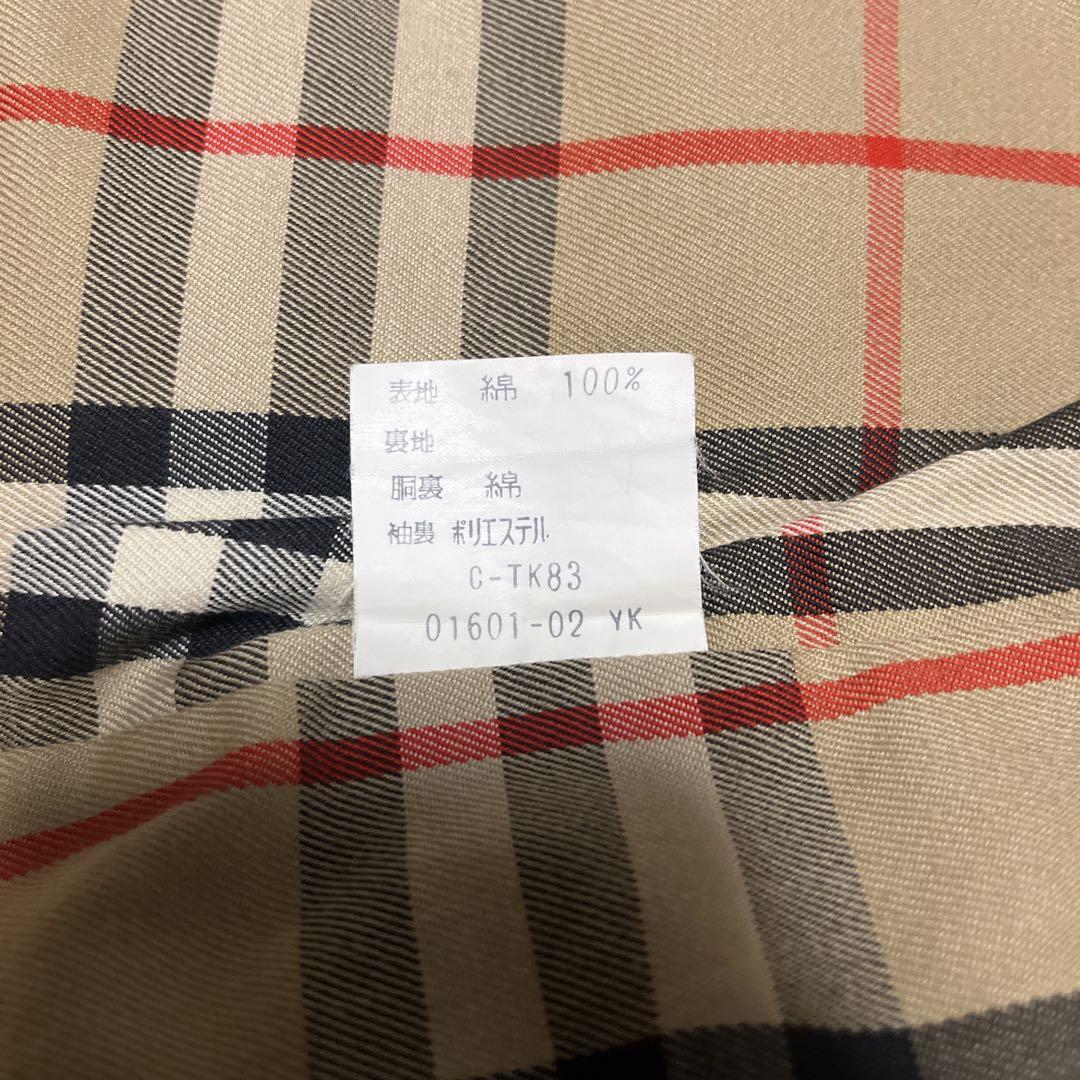 表地 綿 100%
裏地
胴裏 綿
袖裏 ポリエステル
C-TK83
01601-02 YK